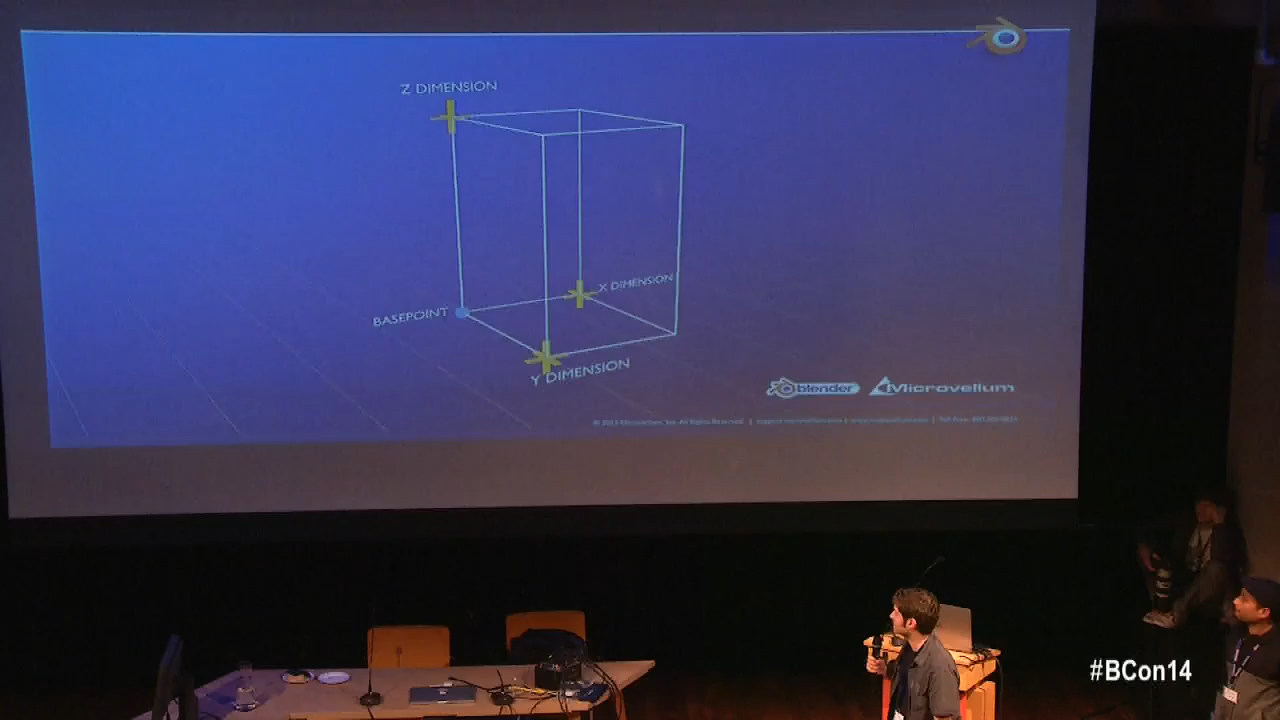 Z DIMENSION
X DIMENSION
BASEPOINT
Y DIMENSION
blender
Microvellum
#BCon14